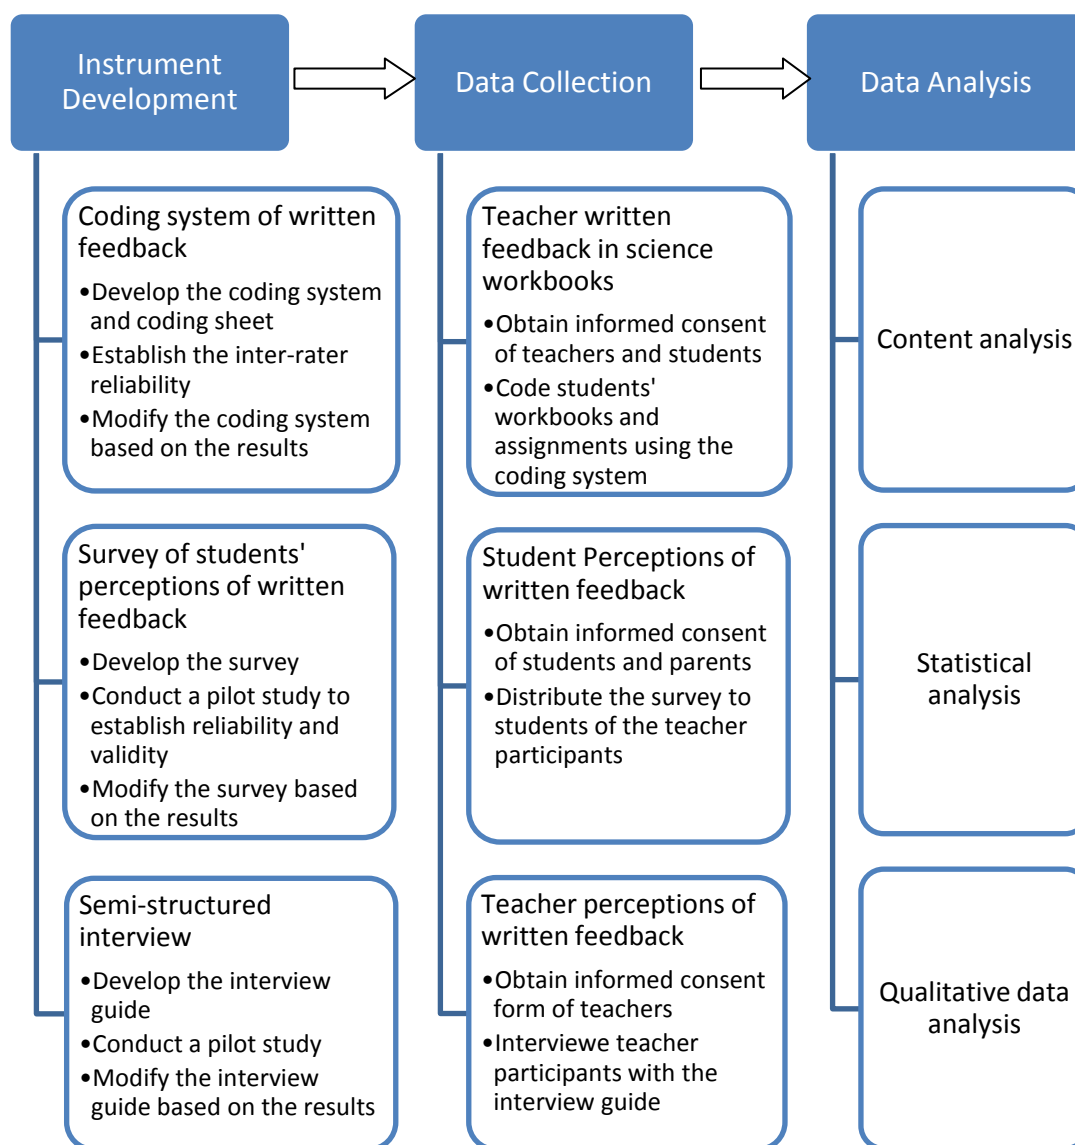 Instrument
Development
Data Collection
Data Analysis
Coding system of written
feedback
•Develop the coding system
and coding sheet
•Establish the inter-rater
reliability
•Modify the coding system
based on the results
Teacher written
feedback in science
workbooks
•Obtain informed consent
of teachers and students
•Code students'
workbooks and
assignments using the
coding system
Content analysis
Survey of students'
perceptions of written
feedback
•Develop the survey
•Conduct a pilot study to
establish reliability and
validity
•Modify the survey based
on the results
Student Perceptions of
written feedback
•Obtain informed consent
of students and parents
•Distribute the survey to
students of the teacher
participants
Statistical
analysis
Semi-structured
interview
•Develop the interview
guide
•Conduct a pilot study
•Modify the interview
guide based on the results
Teacher perceptions of
written feedback
•Obtain informed consent
form of teachers
•Interviewe teacher
participants with the
interview guide
Qualitative data
analysis